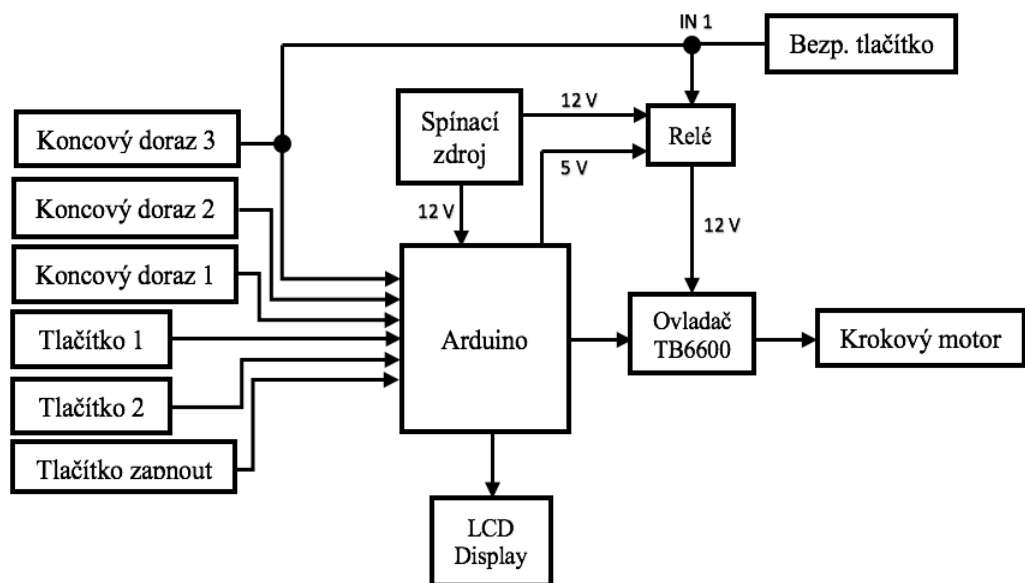 IN 1
Bezp. tlačítko
12 V
Spínací
zdroj
Relé
Koncový doraz 3
5 V
Koncový doraz 2
12 V
12 V
Koncový doraz 1
Tlačítko 1
Arduino
Ovladač
TB6600
Krokový motor
Tlačítko 2
Tlačítko zapnout
LCD
Display